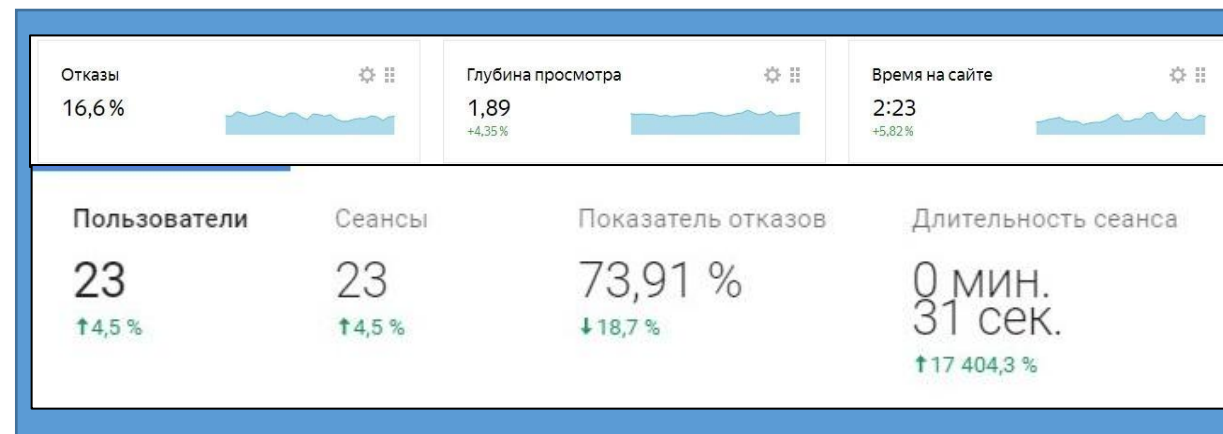 Отказы
16,6 %
Глубина просмотра
1,89
+4,35 %
Время на сайте
2:23
+5,82 %
Пользователи
23
↑4,5 %
Сеансы
23
↑4,5 %
Показатель отказов
73,91 %
↓18,7 %
Длительность сеанса
0 мин.
31 сек.
↑17 404,3 %